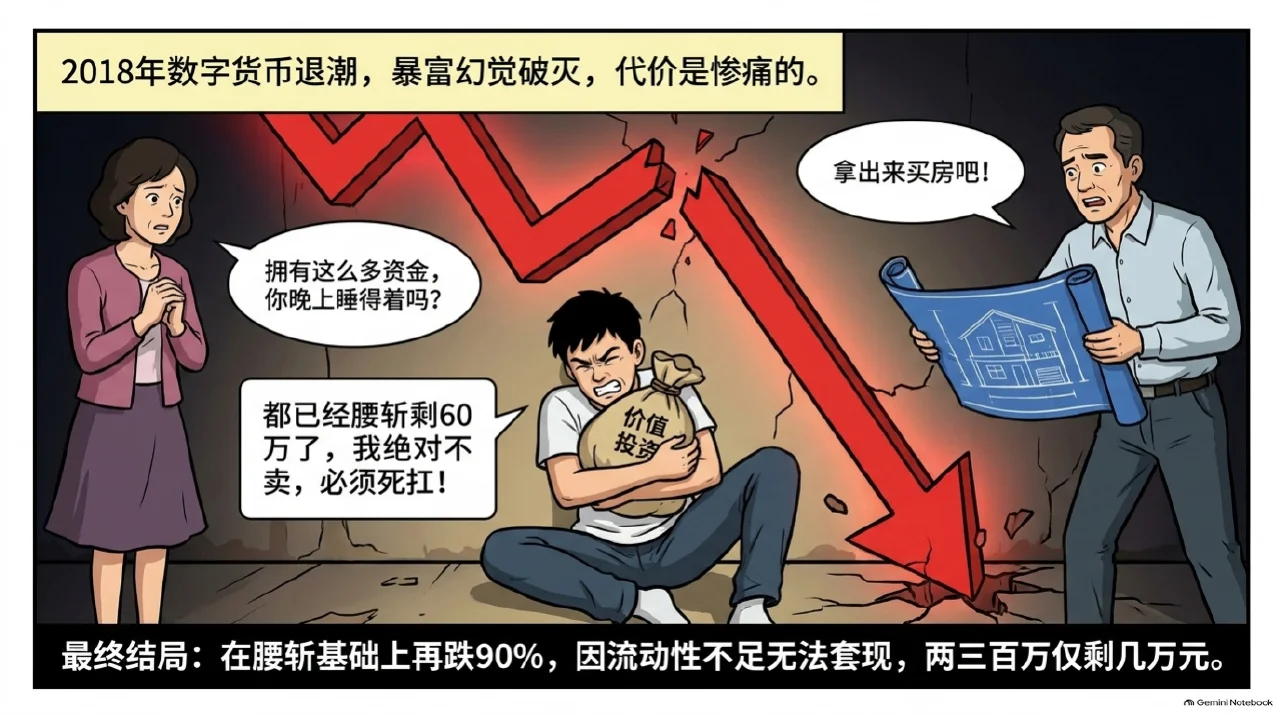 2018年数字货币退潮，暴富幻觉破灭，代价是惨痛的。
拿出来买房吧！
拥有这么多资金，
你晚上睡得着吗？
都已经腰斩剩60
万了，我绝对不
卖，必须死扛！
价值
投资
最终结局：在腰斩基础上再跌90%，因流动性不足无法套现，两三百万仅剩几万元。
Gemini Notebook